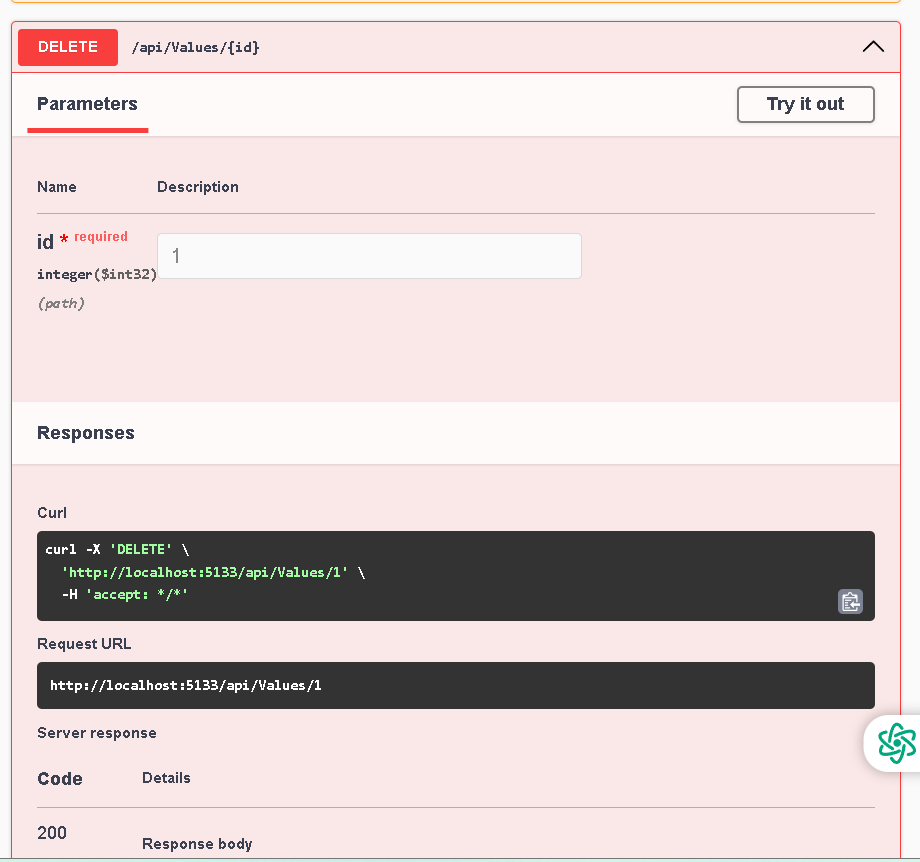 DELETE /api/Values/{id}
Parameters
Try it out
Name Description
id * required
1
integer($int32)
(path)
Responses
Curl
curl -X 'DELETE' \
'http://localhost:5133/api/Values/1' \
-H 'accept: */*'
Request URL
http://localhost:5133/api/Values/1
Server response
Code Details
200
Response body